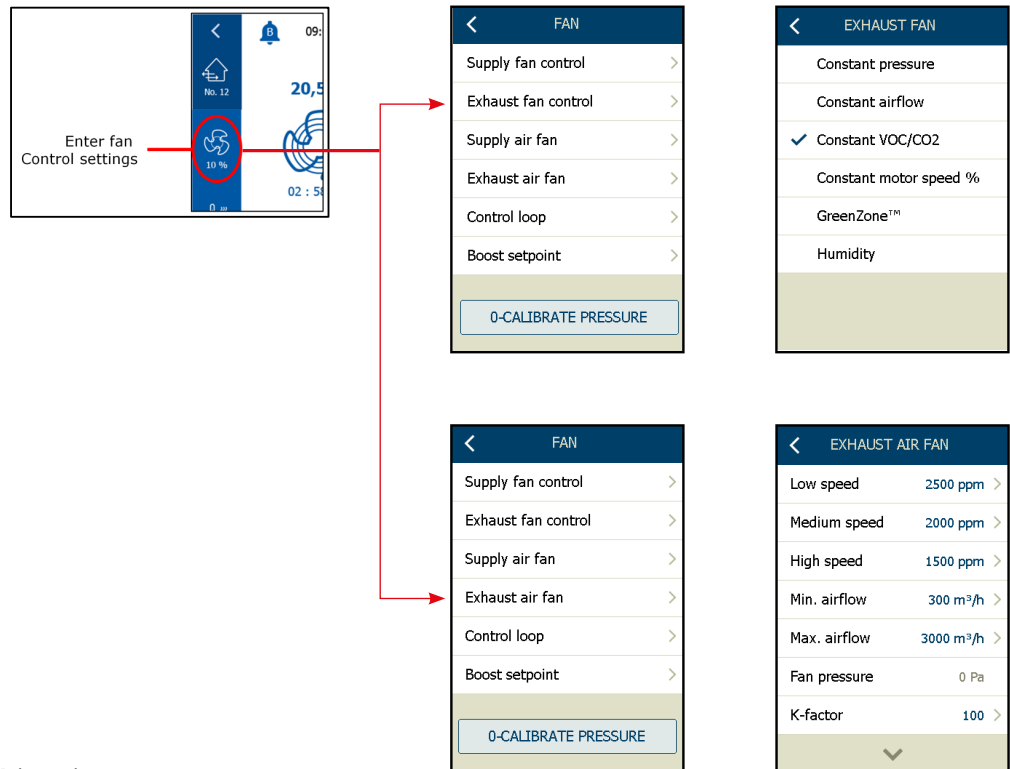 Enter fan
Control settings
B
09:
No. 12
20,5
10 %
02 : 58
0
FAN
Supply fan control
Exhaust fan control
Supply air fan
Exhaust air fan
Control loop
Boost setpoint
0-CALIBRATE PRESSURE
EXHAUST FAN
Constant pressure
Constant airflow
Constant VOC/CO2
Constant motor speed %
GreenZone™
Humidity
FAN
Supply fan control
Exhaust fan control
Supply air fan
Exhaust air fan
Control loop
Boost setpoint
0-CALIBRATE PRESSURE
EXHAUST AIR FAN
Low speed 2500 ppm
Medium speed 2000 ppm
High speed 1500 ppm
Min. airflow 300 m³/h
Max. airflow 3000 m³/h
Fan pressure 0 Pa
K-factor 100